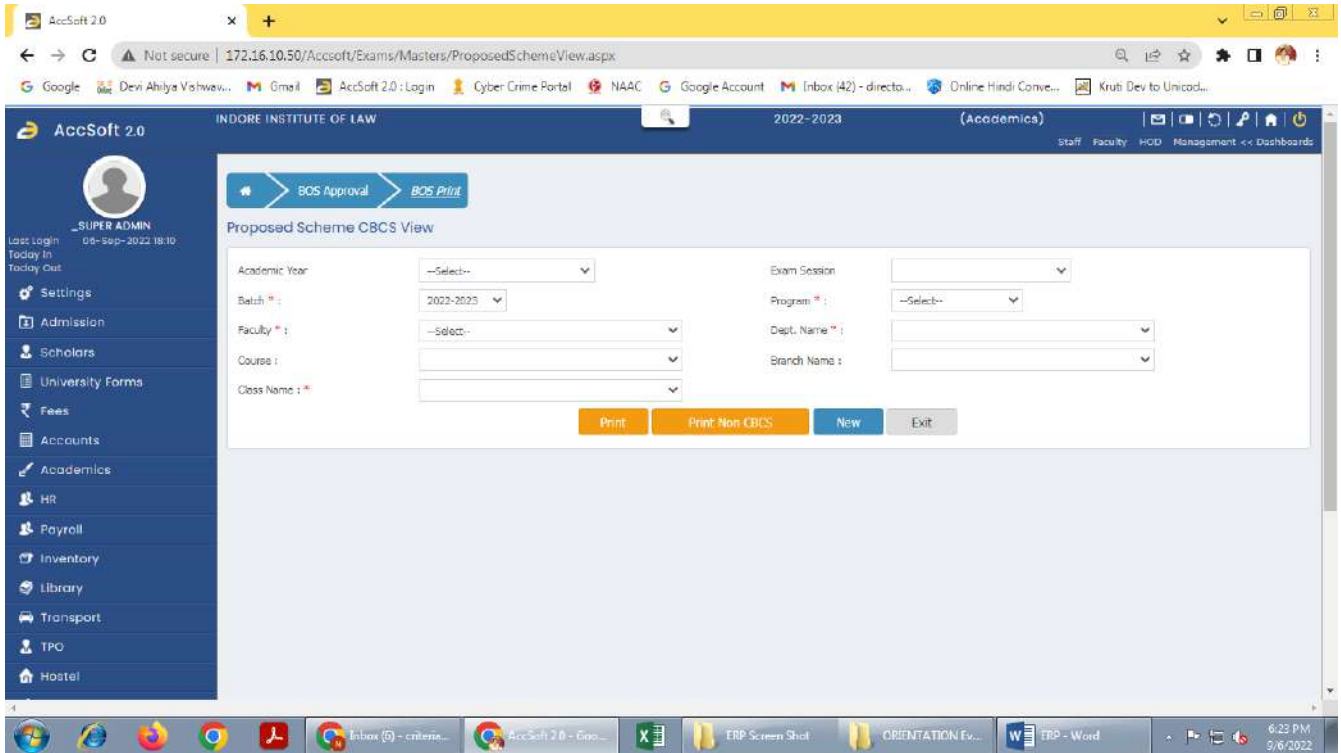 AccSoft 2.0
Not secure | 172.16.10.50/Accsoft/Exams/Masters/ProposedSchemeView.aspx
Google Devi Ahilya Vishwav... Gmail AccSoft 2.0 : Login Cyber Crime Portal NAAC Google Account Inbox (42) - directo... Online Hindi Conve... Kruti Dev to Unicod...
AccSoft 2.0 INDORE INSTITUTE OF LAW 2022-2023 (Academics)
Staff Faculty HOD Management << Dashboards
BOS Approval BOS Print
_SUPER ADMIN
Last Login 06-Sep-2022 18:10
Today In
Today Out
Proposed Scheme CBCS View
Academic Year --Select-- Exam Session
Batch * : 2022-2023 Program * : --Select--
Faculty * : --Select-- Dept. Name * :
Course : Branch Name :
Class Name : *
Print Print Non CBCS New Exit
Settings
Admission
Scholars
University Forms
Fees
Accounts
Academics
HR
Payroll
Inventory
Library
Transport
TPO
Hostel
Inbox (6) - criteria... AccSoft 2.0 - Goo... ERP Screen Shot ORIENTATION Ev... ERP - Word
6:23 PM
9/6/2022